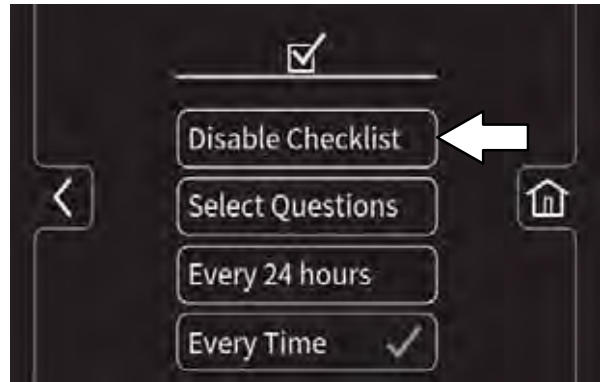 Disable Checklist
Select Questions
Every 24 hours
Every Time